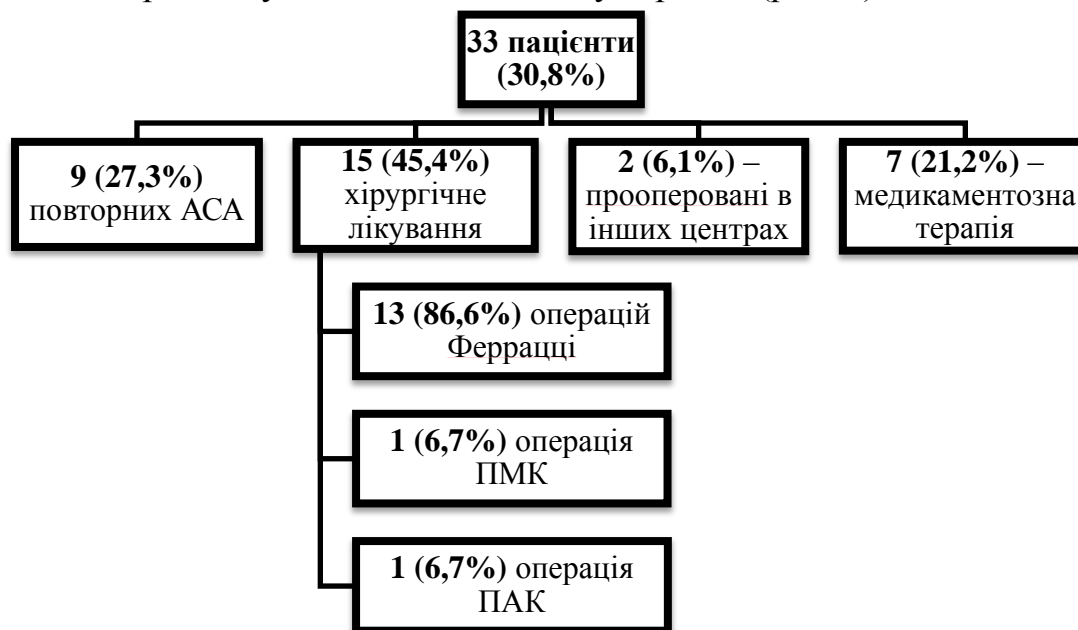 33 пацієнти
(30,8%)
9 (27,3%)
повторних АСА
15 (45,4%)
хірургічне
лікування
2 (6,1%) –
прооперовані в
інших центрах
7 (21,2%) –
медикаментозна
терапія
13 (86,6%) операцій
Феррацці
1 (6,7%) операція
ПМК
1 (6,7%) операція
ПАК